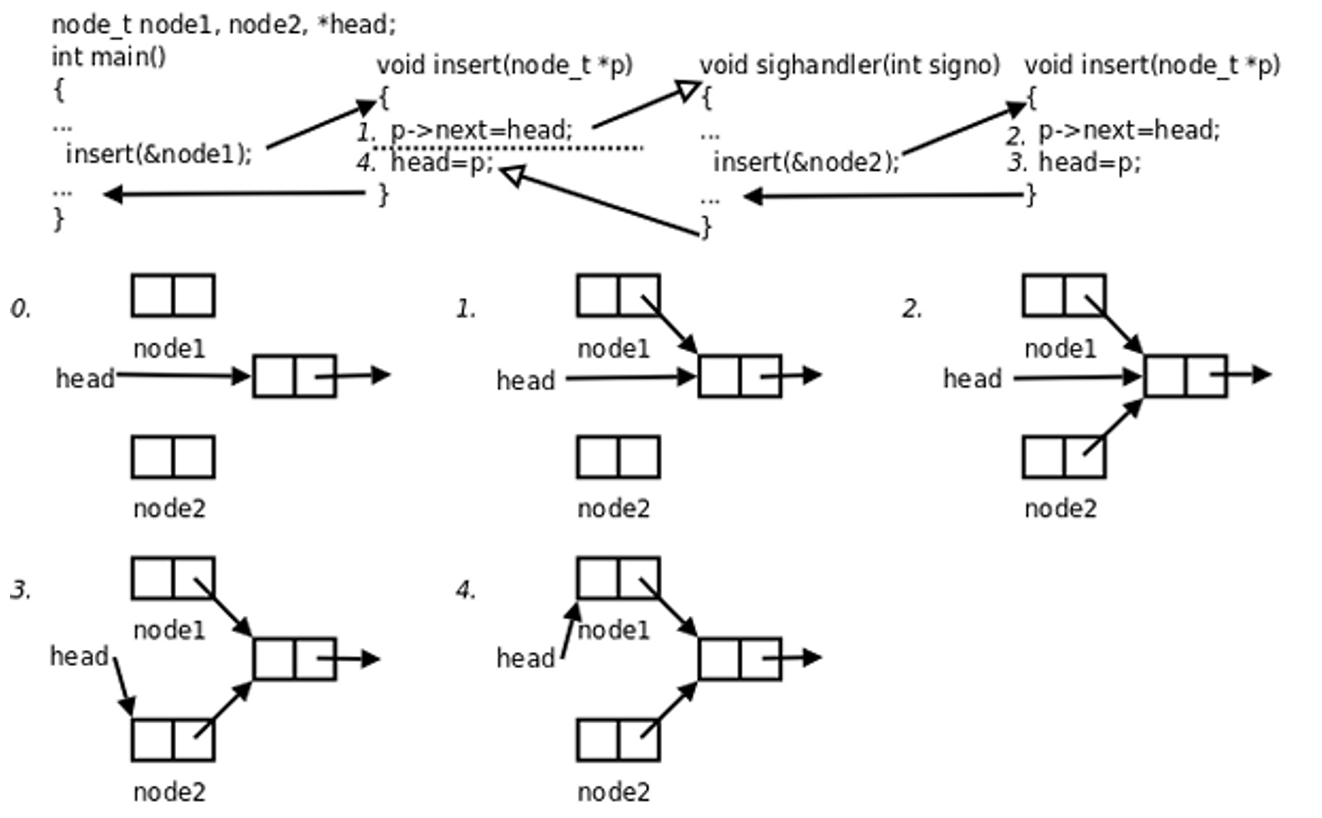 node_t node1, node2, *head;
int main()
{
...
insert(&node1);
...
}
void insert(node_t *p)
{
1. p->next=head;
4. head=p;
}
void sighandler(int signo)
{
...
insert(&node2);
...
}
void insert(node_t *p)
{
2. p->next=head;
3. head=p;
}
0.
node1
head
node2
1.
node1
head
node2
2.
node1
head
node2
3.
node1
head
node2
4.
node1
head
node2